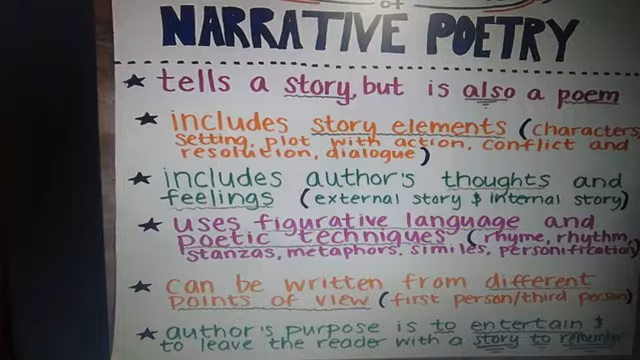 of
NARRATIVE POETRY
★ tells a story, but is also a poem
★ includes story elements (characters,
setting, plot with action, conflict and
resolution, dialogue)
★ includes author's thoughts and
feelings (external story $ internal story)
★ uses figurative language and
poetic techniques (rhyme, rhythm,
stanzas, metaphors, similes, personification)
★ can be written from different
points of view (first person/third person)
★ author's purpose is to entertain $
to leave the reader with a story to remember